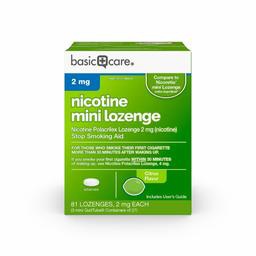 basic care®
Compare to
Nicorette®
mini Lozenge
2 mg
nicotine
mini lozenge
Nicotine Polacrilex Lozenge 2 mg (nicotine)
Stop Smoking Aid
FOR THOSE WHO SMOKE THEIR FIRST CIGARETTE
MORE THAN 30 MINUTES AFTER WAKING UP.
If you smoke your first cigarette WITHIN 30 MINUTES
of waking up, use Nicotine Polacrilex Lozenge, 4 mg.
Citrus
Flavor
Includes User's Guide
81 LOZENGES, 2 mg EACH